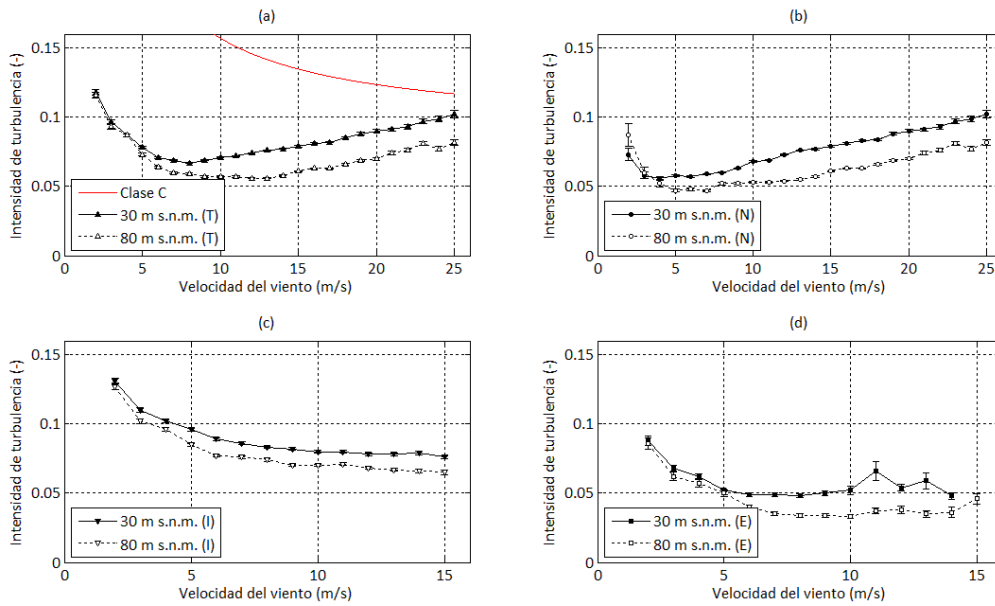 (a)
Intensidad de turbulencia (-)
0.15
0.1
0.05
0
Clase C
30 m s.n.m. (T)
80 m s.n.m. (T)
0 5 10 15 20 25
Velocidad del viento (m/s)
(b)
Intensidad de turbulencia (-)
0.15
0.1
0.05
0
30 m s.n.m. (N)
80 m s.n.m. (N)
0 5 10 15 20 25
Velocidad del viento (m/s)
(c)
Intensidad de turbulencia (-)
0.15
0.1
0.05
0
30 m s.n.m. (I)
80 m s.n.m. (I)
0 5 10 15
Velocidad del viento (m/s)
(d)
Intensidad de turbulencia (-)
0.15
0.1
0.05
0
30 m s.n.m. (E)
80 m s.n.m. (E)
0 5 10 15
Velocidad del viento (m/s)